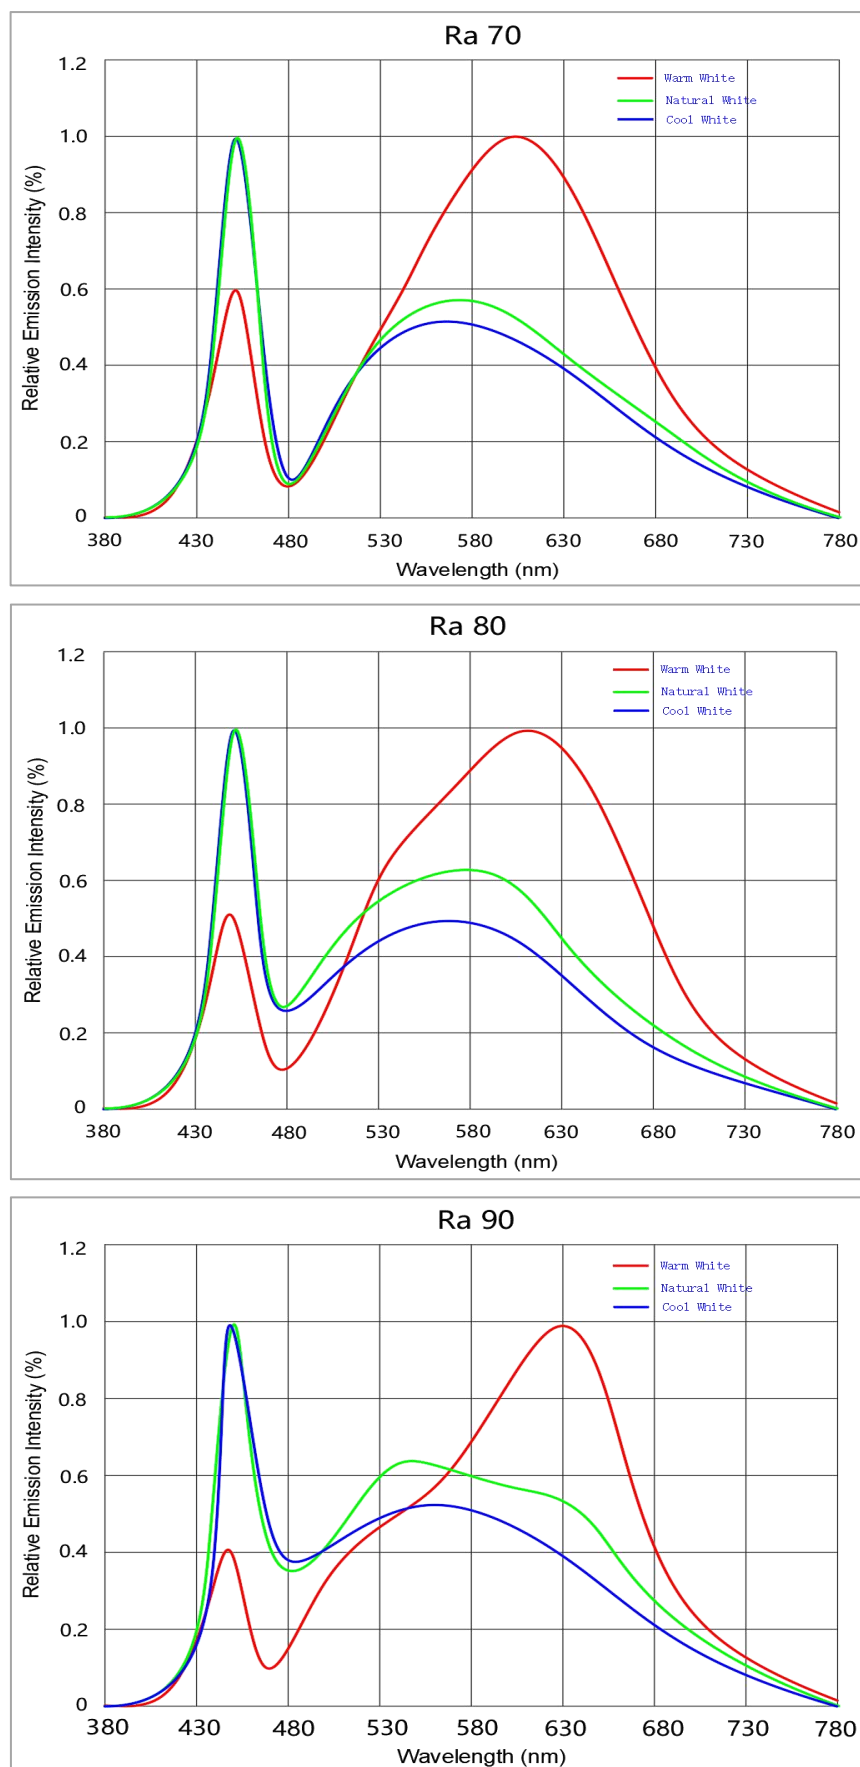 Ra 70
Relative Emission Intensity (%)
1.2
1.0
0.8
0.6
0.4
0.2
0
Warm White
Natural White
Cool White
380 430 480 530 580 630 680 730 780
Wavelength (nm)
Ra 80
Relative Emission Intensity (%)
1.2
1.0
0.8
0.6
0.4
0.2
0
Warm White
Natural White
Cool White
380 430 480 530 580 630 680 730 780
Wavelength (nm)
Ra 90
Relative Emission Intensity (%)
1.2
1.0
0.8
0.6
0.4
0.2
0
Warm White
Natural White
Cool White
380 430 480 530 580 630 680 730 780
Wavelength (nm)